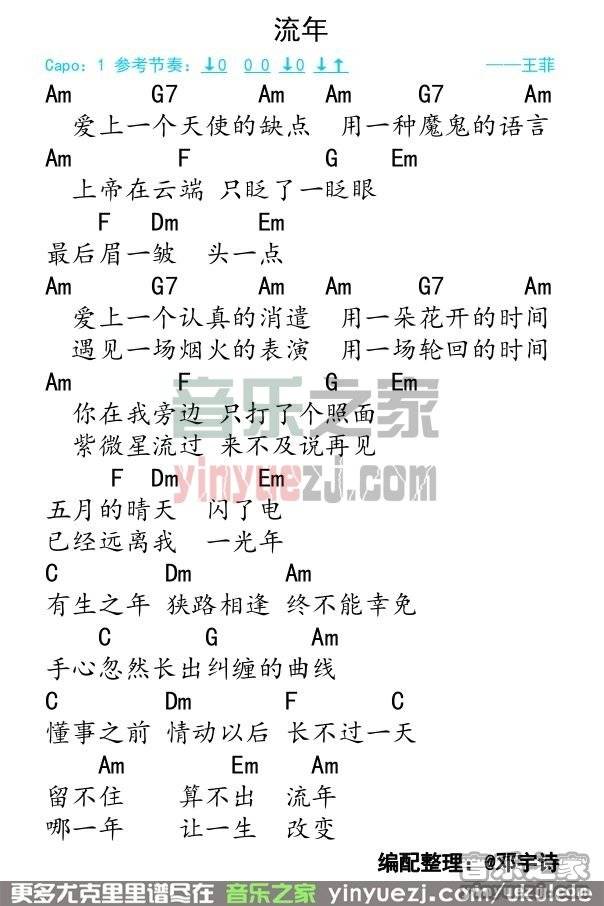 流年
Capo：1 参考节奏：↓0 0 0 ↓0 ↓↑ ——王菲
Am G7 Am Am G7 Am
爱上一个天使的缺点 用一种魔鬼的语言
Am F G Em
上帝在云端 只眨了一眨眼
F Dm Em
最后眉一皱 头一点
Am G7 Am Am G7 Am
爱上一个认真的消遣 用一朵花开的时间
遇见一场烟火的表演 用一场轮回的时间
Am F G Em
你在我旁边 只打了个照面
紫微星流过 来不及说再见
音乐之家
yinyuezj.com
F Dm Em
五月的晴天 闪了电
已经远离我 一光年
C Dm Am
有生之年 狭路相逢 终不能幸免
C G Am
手心忽然长出纠缠的曲线
C Dm F C
懂事之前 情动以后 长不过一天
Am Em Am
留不住 算不出 流年
哪一年 让一生 改变
编配整理：@邓宇诗
音乐之家
更多尤克里里谱尽在 音乐之家 yinyuezj.com/ukulele